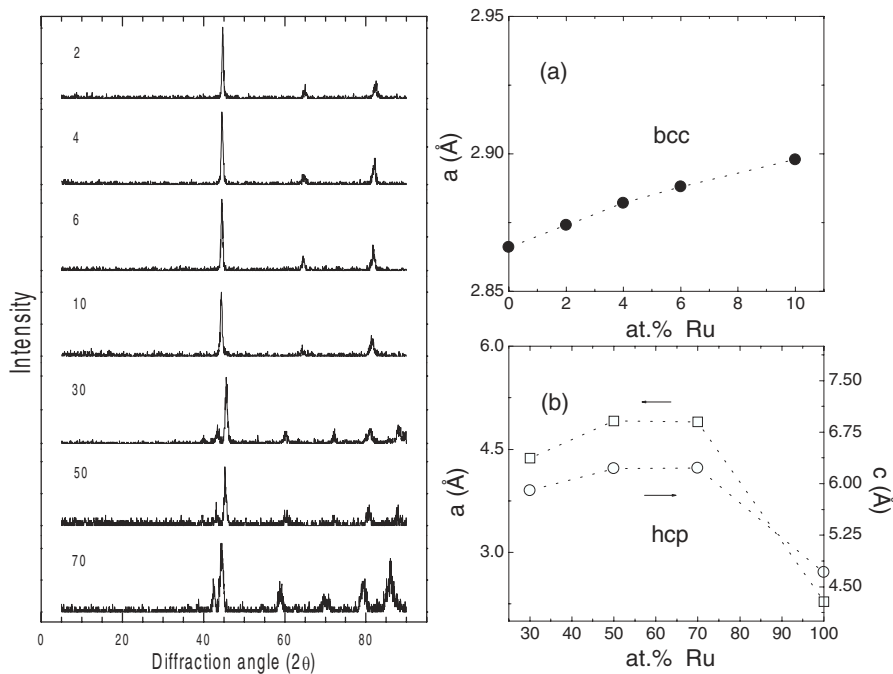 2
4
6
10
30
50
70
Intensity
0 20 40 60 80
Diffraction angle (2θ)
2.95
2.90
2.85
a (Å)
(a)
bcc
0 2 4 6 8 10
at.% Ru
6.0
4.5
3.0
a (Å)
(b)
hcp
7.50
6.75
6.00
5.25
4.50
c (Å)
30 40 50 60 70 80 90 100
at.% Ru